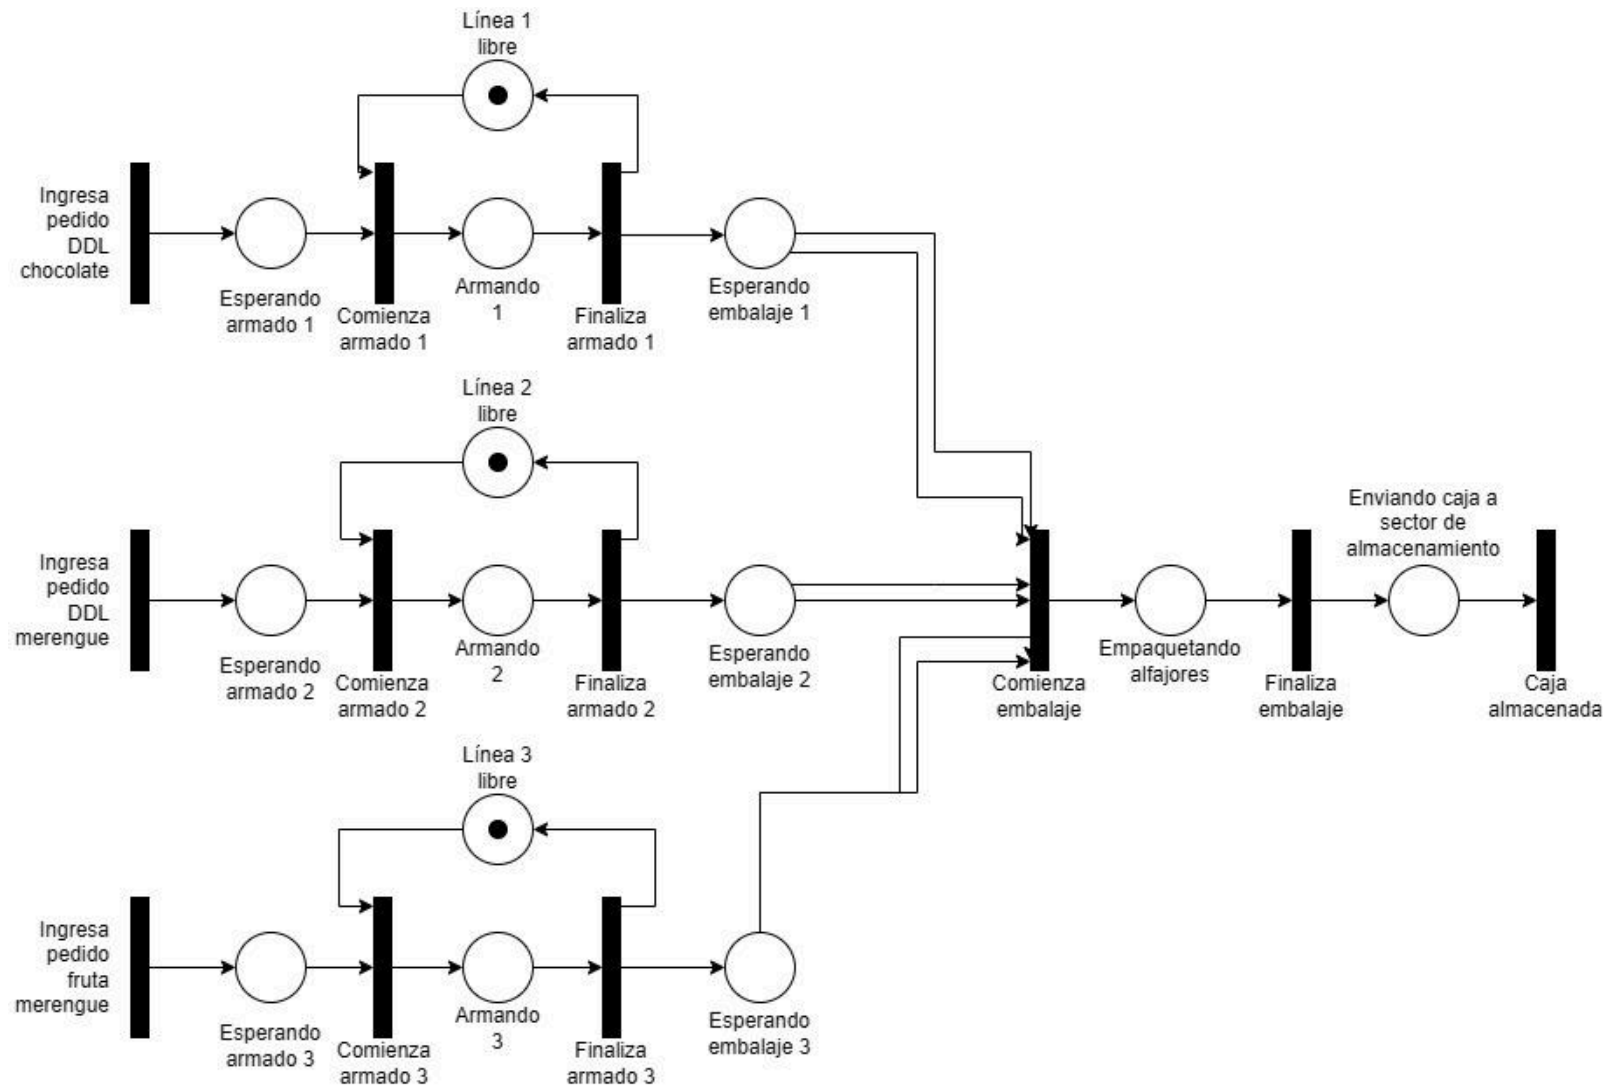 Línea 1
libre
Ingresa
pedido
DDL
chocolate
Esperando
armado 1
Comienza
armado 1
Armando
1
Finaliza
armado 1
Esperando
embalaje 1
Línea 2
libre
Ingresa
pedido
DDL
merengue
Esperando
armado 2
Comienza
armado 2
Armando
2
Finaliza
armado 2
Esperando
embalaje 2
Comienza
embalaje
Empaquetando
alfajores
Finaliza
embalaje
Enviando caja a
sector de
almacenamiento
Caja
almacenada
Línea 3
libre
Ingresa
pedido
fruta
merengue
Esperando
armado 3
Comienza
armado 3
Armando
3
Finaliza
armado 3
Esperando
embalaje 3